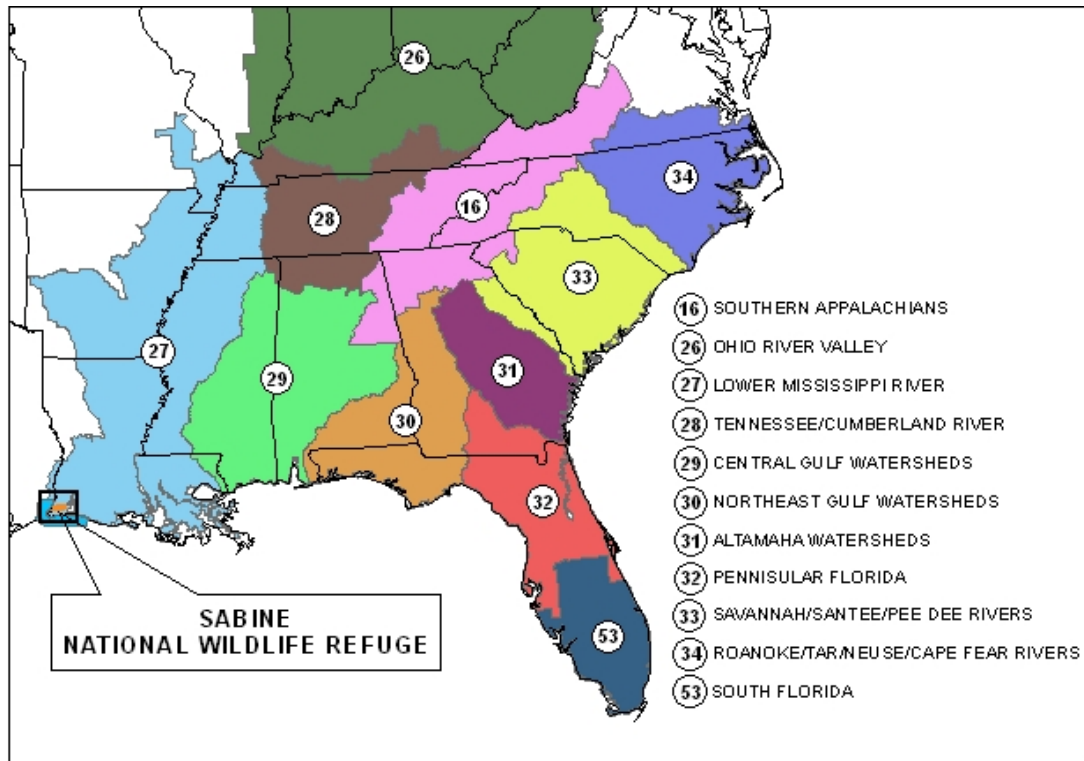 26
34
16
28
33
27
29
31
30
32
53
16 SOUTHERN APPALACHIANS
26 OHIO RIVER VALLEY
27 LOWER MISSISSIPPI RIVER
28 TENNESSEE/CUMBERLAND RIVER
29 CENTRAL GULF WATERSHEDS
30 NORTHEAST GULF WATERSHEDS
31 ALTAMAHA WATERSHEDS
32 PENNISULAR FLORIDA
33 SAVANNAH/SANTEE/PEE DEE RIVERS
34 ROANOKE/TAR/NEUSE/CAPE FEAR RIVERS
53 SOUTH FLORIDA
SABINE
NATIONAL WILDLIFE REFUGE